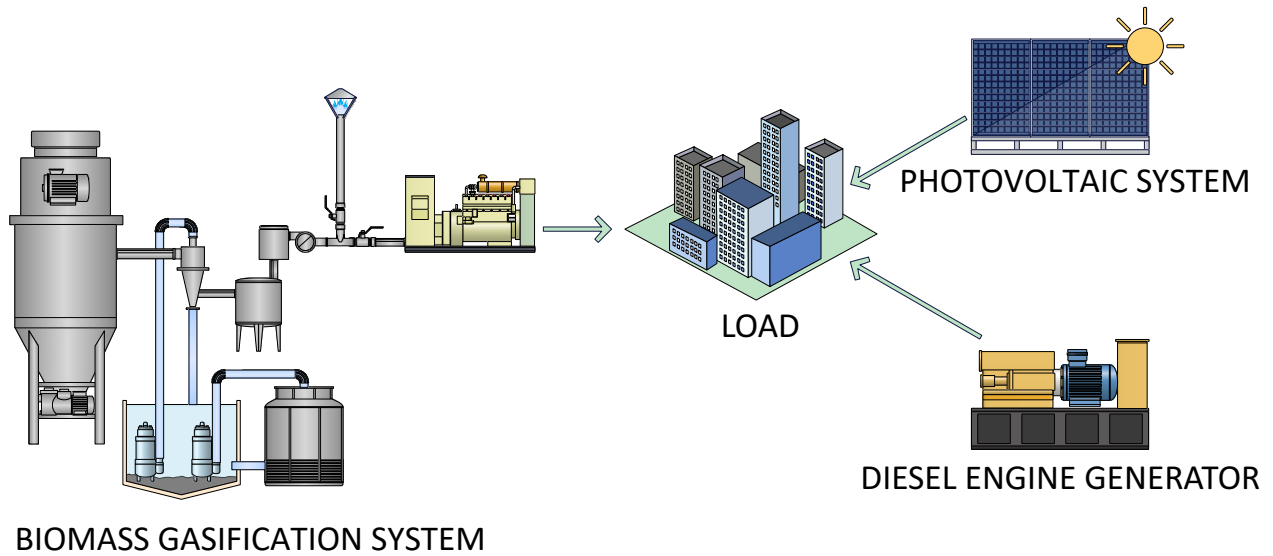 PHOTOVOLTAIC SYSTEM
LOAD
DIESEL ENGINE GENERATOR
BIOMASS GASIFICATION SYSTEM